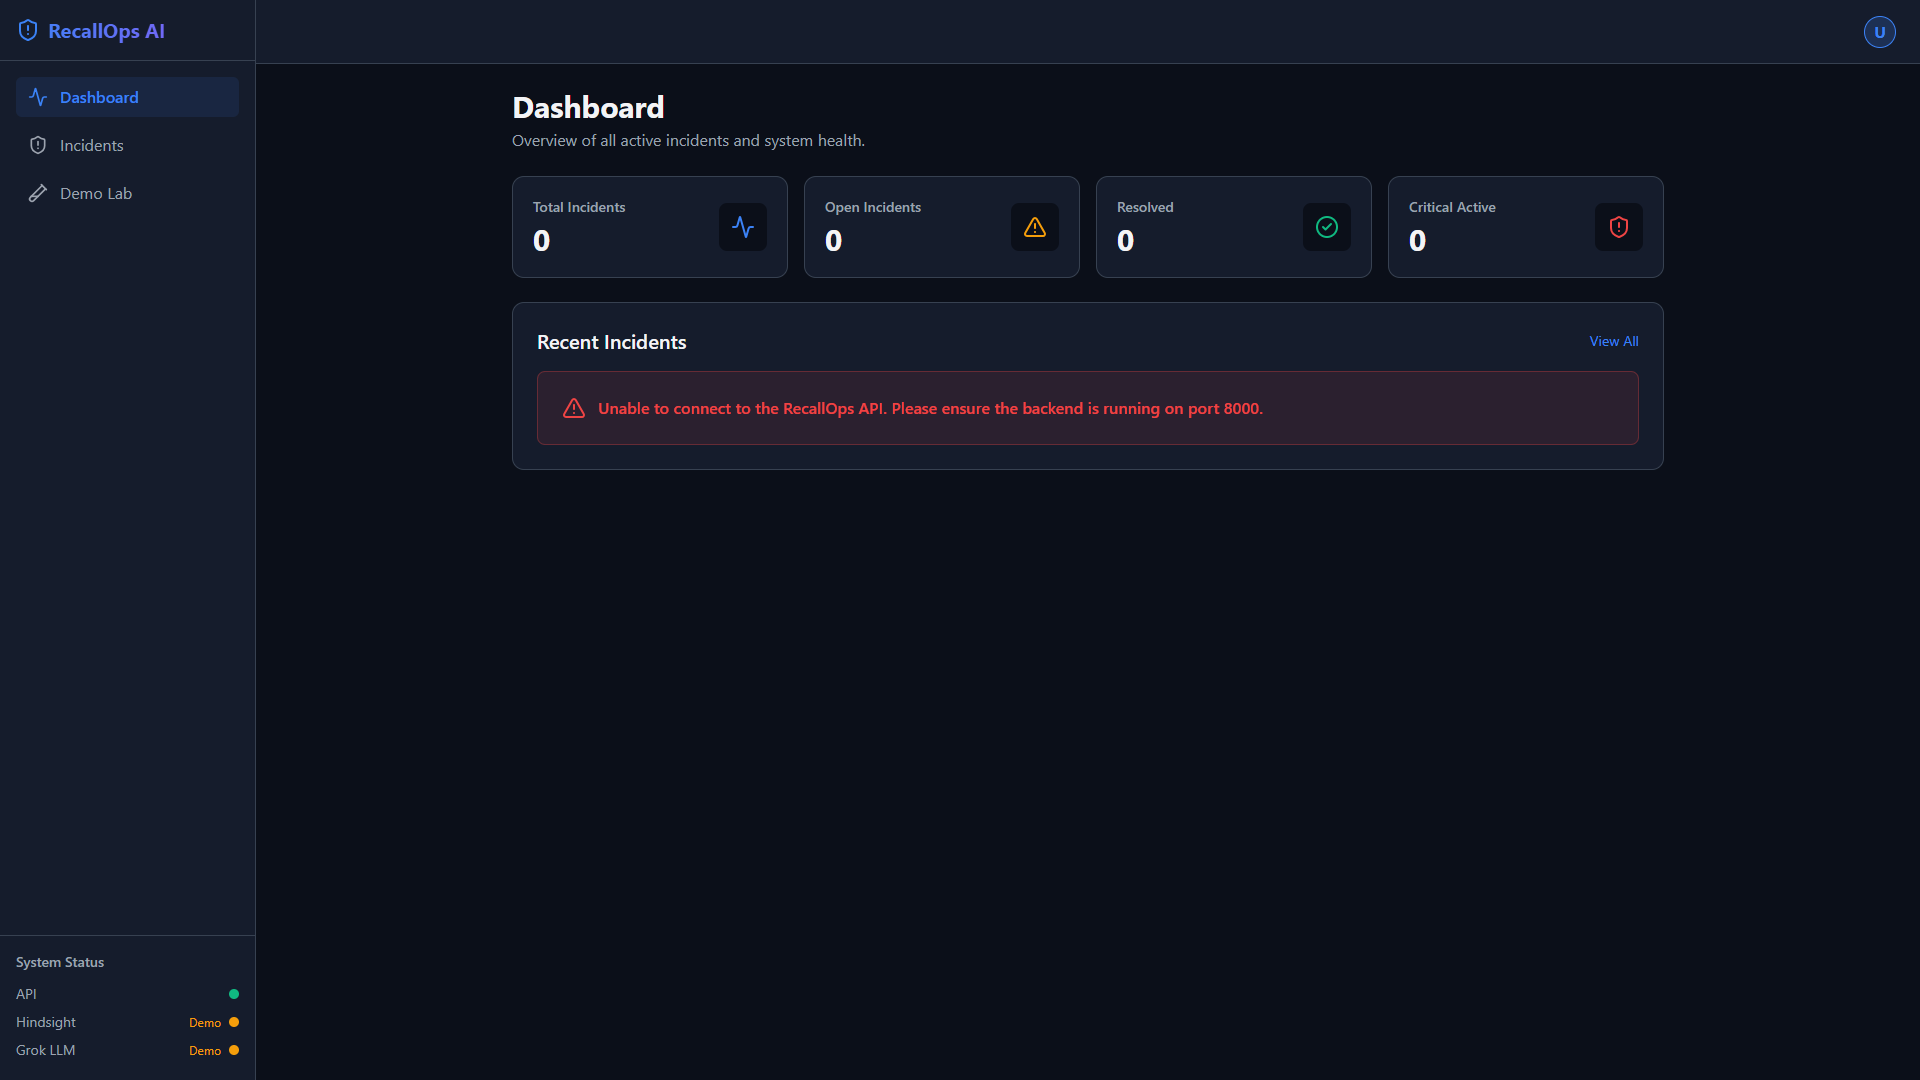 RecallOps AI
U
Dashboard
Incidents
Demo Lab
Dashboard
Overview of all active incidents and system health.
Total Incidents
0
Open Incidents
0
Resolved
0
Critical Active
0
Recent Incidents
View All
Unable to connect to the RecallOps API. Please ensure the backend is running on port 8000.
System Status
API
Hindsight Demo
Grok LLM Demo